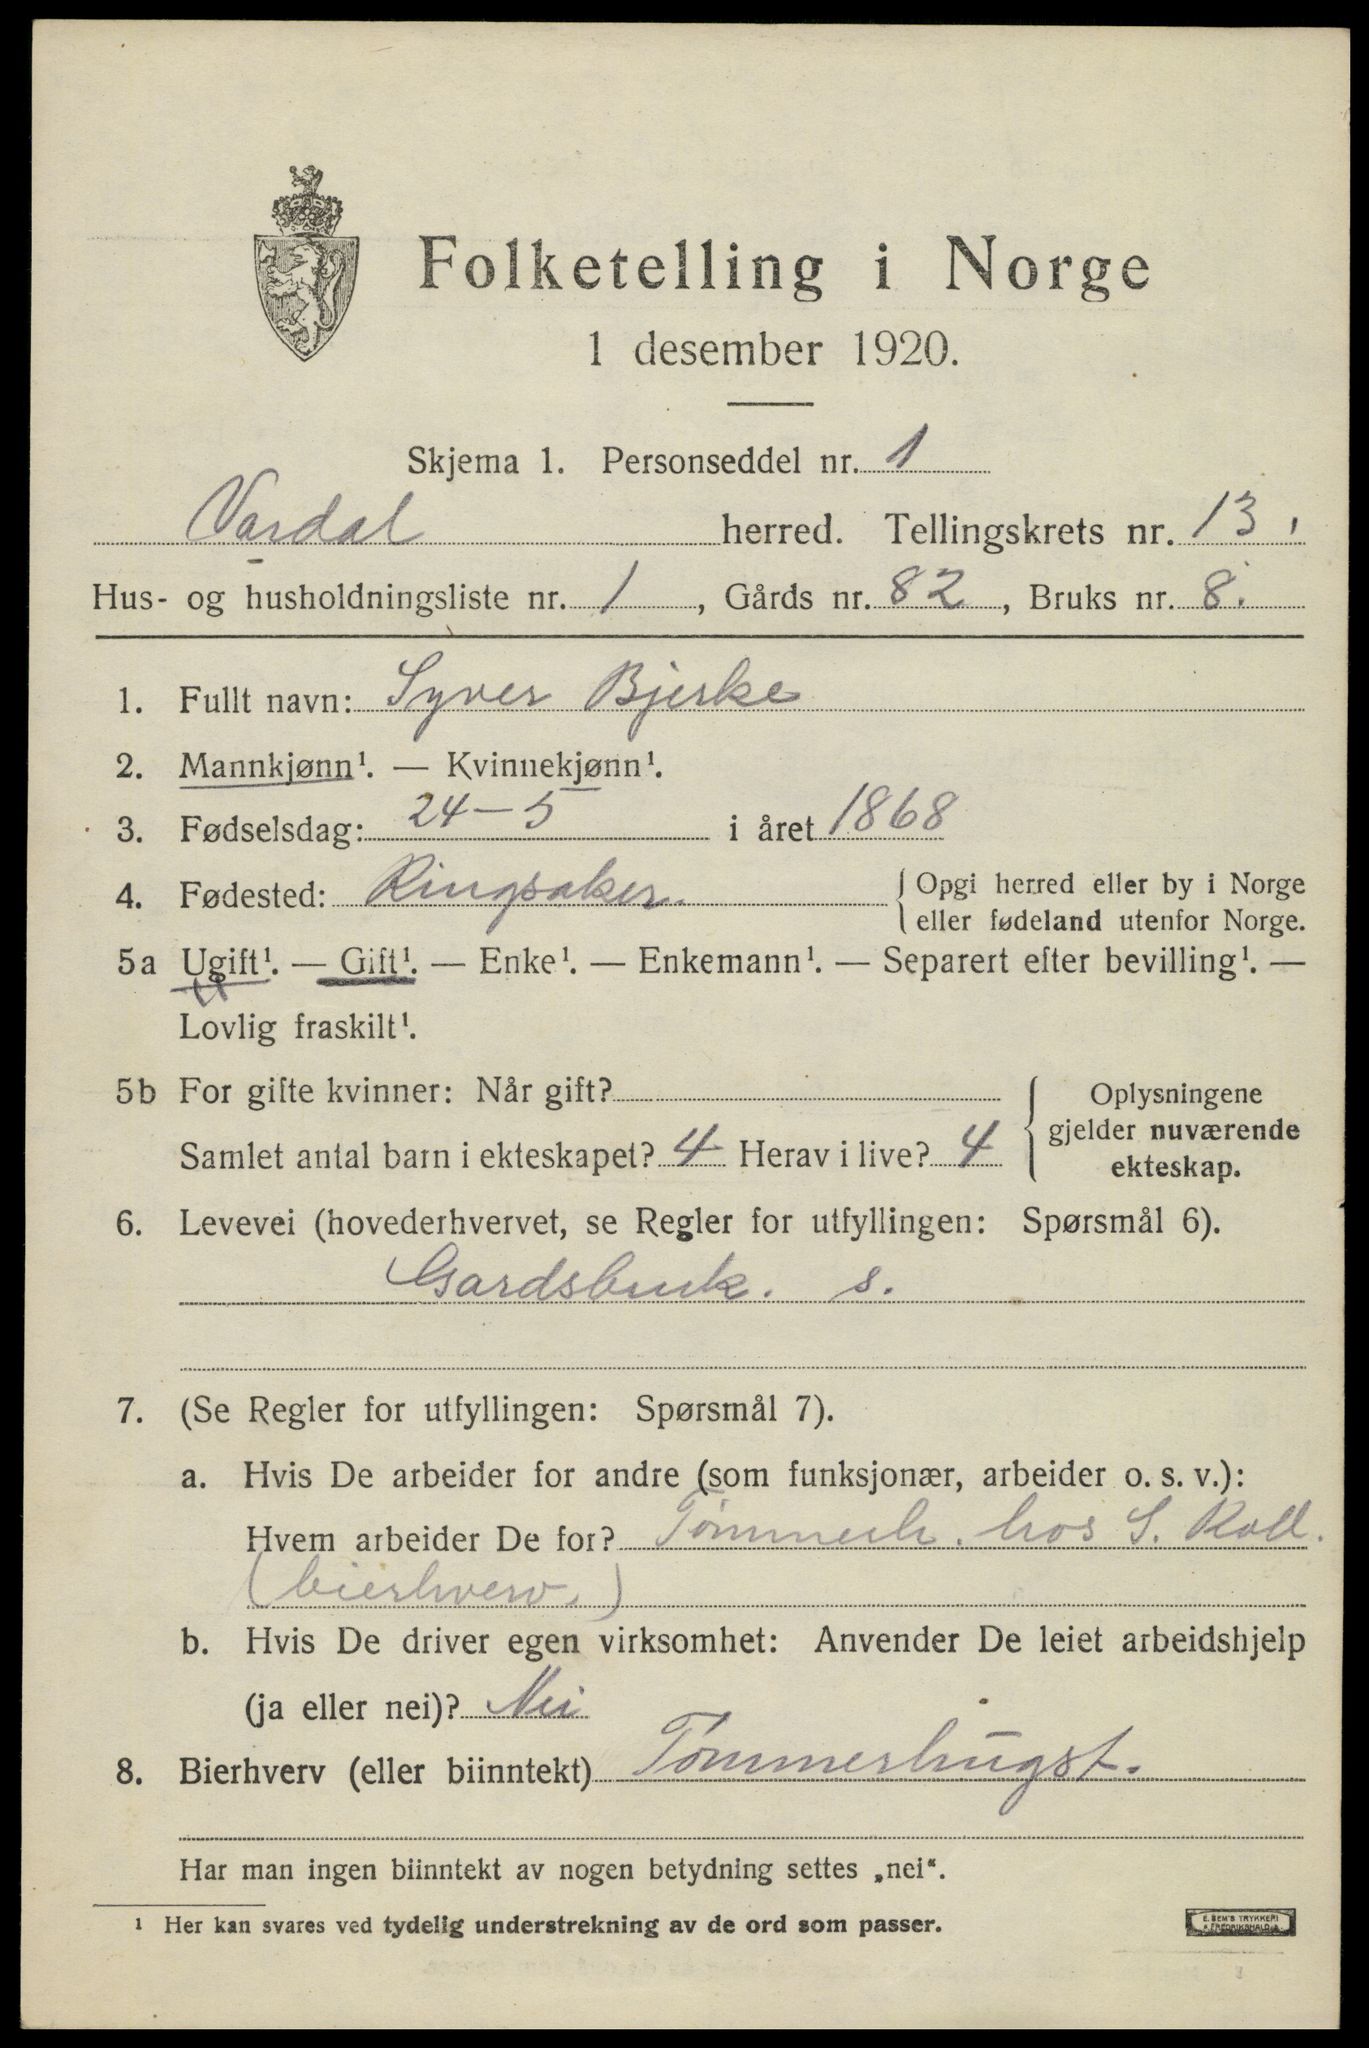 Folketelling i Norge
1 desember 1920.
Skjema 1. Personseddel nr. 1
Vardal herred. Tellingskrets nr. 13.
Hus- og husholdningsliste nr. 1, Gårds nr. 82, Bruks nr. 8.
1. Fullt navn: Syver Bjerke
2. Mannkjønn¹. — Kvinnekjønn¹.
3. Fødselsdag: 24-5 i året 1868
4. Fødested: Ringsaker. { Opgi herred eller by i Norge
eller fødeland utenfor Norge.
5a Ugift¹. — Gift¹. — Enke¹. — Enkemann¹. — Separert efter bevilling¹. —
Lovlig fraskilt¹.
5b For gifte kvinner: Når gift?
Samlet antal barn i ekteskapet? 4 Herav i live? 4
{ Oplysningene
gjelder nuværende
ekteskap.
6. Levevei (hovederhvervet, se Regler for utfyllingen: Spørsmål 6).
Gardsbruk. s.
7. (Se Regler for utfyllingen: Spørsmål 7).
a. Hvis De arbeider for andre (som funksjonær, arbeider o. s. v.):
Hvem arbeider De for? Tømmerh. hos S. Roll.
(bierhverv.)
b. Hvis De driver egen virksomhet: Anvender De leiet arbeidshjelp
(ja eller nei)? Nei
8. Bierhverv (eller biinntekt) Tømmerhugst.
Har man ingen biinntekt av nogen betydning settes „nei“.
¹ Her kan svares ved tydelig understrekning av de ord som passer.
E. SEM'S TRYKKERI
FREDRIKSHALD